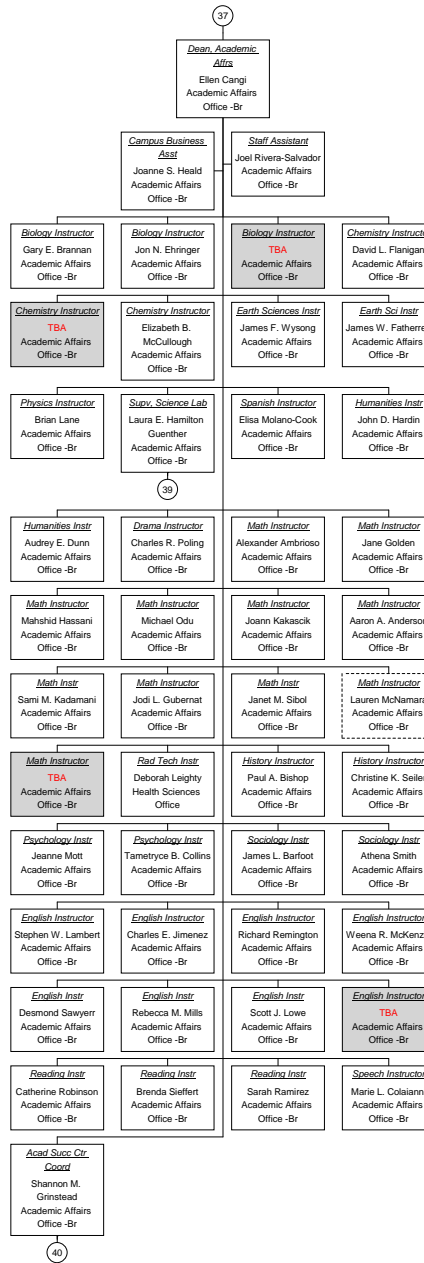 37
Dean, Academic
Affrs
Ellen Cangi
Academic Affairs
Office -Br
Campus Business
Asst
Joanne S. Heald
Academic Affairs
Office -Br
Staff Assistant
Joel Rivera-Salvador
Academic Affairs
Office -Br
Biology Instructor
Gary E. Brannan
Academic Affairs
Office -Br
Biology Instructor
Jon N. Ehringer
Academic Affairs
Office -Br
Biology Instructor
TBA
Academic Affairs
Office -Br
Chemistry Instructo
David L. Flanigan
Academic Affairs
Office -Br
Chemistry Instructor
TBA
Academic Affairs
Office -Br
Chemistry Instructor
Elizabeth B.
McCullough
Academic Affairs
Office -Br
Earth Sciences Instr
James F. Wysong
Academic Affairs
Office -Br
Earth Sci Instr
James W. Fatherre
Academic Affairs
Office -Br
Physics Instructor
Brian Lane
Academic Affairs
Office -Br
Supv, Science Lab
Laura E. Hamilton
Guenther
Academic Affairs
Office -Br
39
Spanish Instructor
Elisa Molano-Cook
Academic Affairs
Office -Br
Humanities Instr
John D. Hardin
Academic Affairs
Office -Br
Humanities Instr
Audrey E. Dunn
Academic Affairs
Office -Br
Drama Instructor
Charles R. Poling
Academic Affairs
Office -Br
Math Instructor
Alexander Ambrioso
Academic Affairs
Office -Br
Math Instructor
Jane Golden
Academic Affairs
Office -Br
Math Instructor
Mahshid Hassani
Academic Affairs
Office -Br
Math Instructor
Michael Odu
Academic Affairs
Office -Br
Math Instructor
Joann Kakascik
Academic Affairs
Office -Br
Math Instructor
Aaron A. Anderson
Academic Affairs
Office -Br
Math Instr
Sami M. Kadamani
Academic Affairs
Office -Br
Math Instructor
Jodi L. Gubernat
Academic Affairs
Office -Br
Math Instr
Janet M. Sibol
Academic Affairs
Office -Br
Math Instructor
Lauren McNamara
Academic Affairs
Office -Br
Math Instructor
TBA
Academic Affairs
Office -Br
Rad Tech Instr
Deborah Leighty
Health Sciences
Office
History Instructor
Paul A. Bishop
Academic Affairs
Office -Br
History Instructor
Christine K. Seiler
Academic Affairs
Office -Br
Psychology Instr
Jeanne Mott
Academic Affairs
Office -Br
Psychology Instr
Tametryce B. Collins
Academic Affairs
Office -Br
Sociology Instr
James L. Barfoot
Academic Affairs
Office -Br
Sociology Instr
Athena Smith
Academic Affairs
Office -Br
English Instructor
Stephen W. Lambert
Academic Affairs
Office -Br
English Instructor
Charles E. Jimenez
Academic Affairs
Office -Br
English Instructor
Richard Remington
Academic Affairs
Office -Br
English Instructor
Weena R. McKenz
Academic Affairs
Office -Br
English Instr
Desmond Sawyerr
Academic Affairs
Office -Br
English Instr
Rebecca M. Mills
Academic Affairs
Office -Br
English Instr
Scott J. Lowe
Academic Affairs
Office -Br
English Instructor
TBA
Academic Affairs
Office -Br
Reading Instr
Catherine Robinson
Academic Affairs
Office -Br
Reading Instr
Brenda Sieffert
Academic Affairs
Office -Br
Reading Instr
Sarah Ramirez
Academic Affairs
Office -Br
Speech Instructor
Marie L. Colaiann
Academic Affairs
Office -Br
Acad Succ Ctr
Coord
Shannon M.
Grinstead
Academic Affairs
Office -Br
40